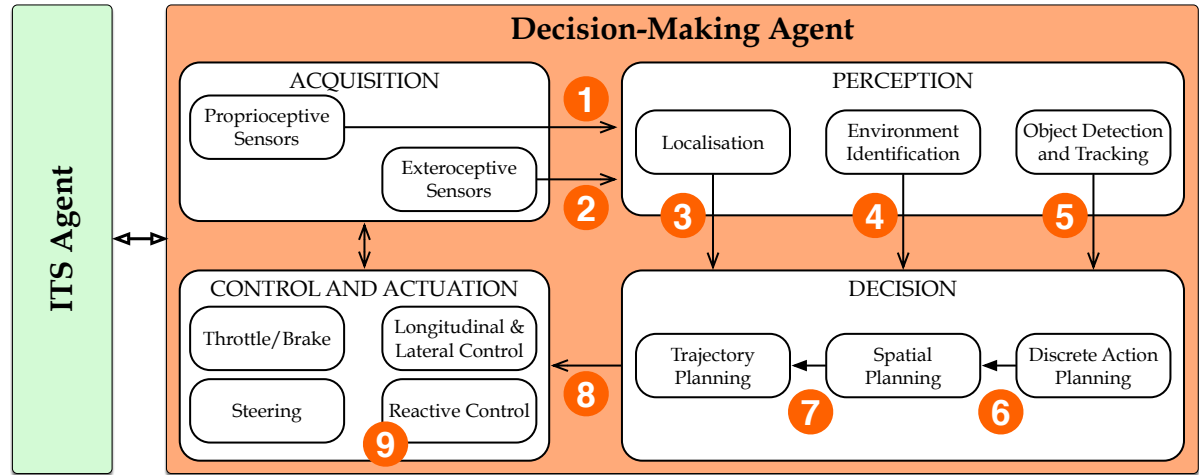 ITS Agent
Decision-Making Agent
ACQUISITION
Proprioceptive
Sensors
Exteroceptive
Sensors
1
2
PERCEPTION
Localisation
Environment
Identification
Object Detection
and Tracking
3
4
5
CONTROL AND ACTUATION
Throttle/Brake
Longitudinal &
Lateral Control
Steering
Reactive Control
9
8
DECISION
Trajectory
Planning
Spatial
Planning
Discrete Action
Planning
7
6